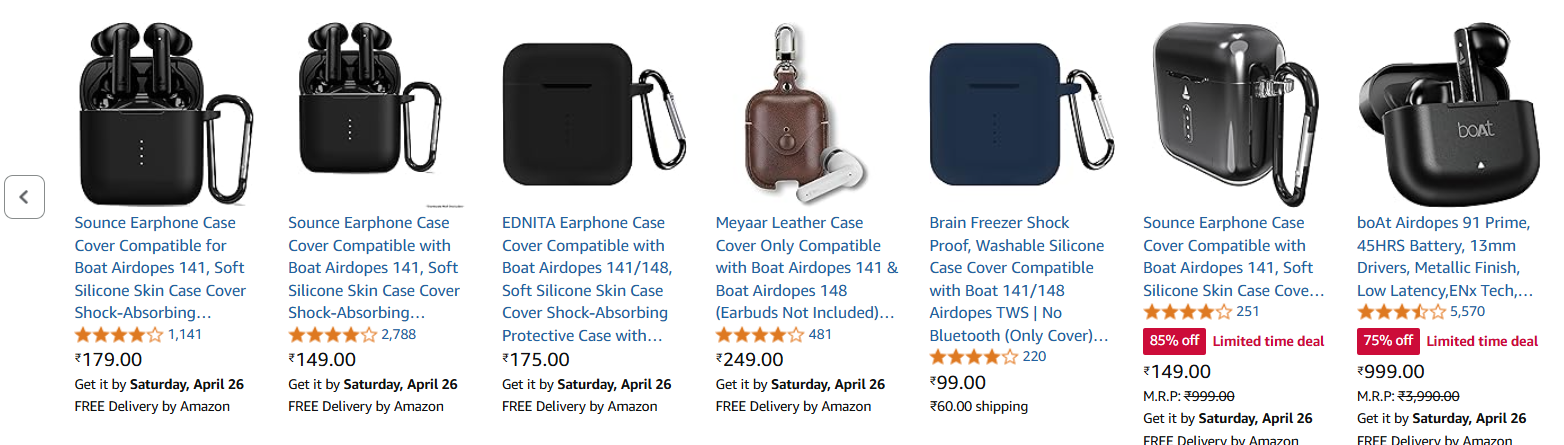 boAt
Sounce Earphone Case
Cover Compatible for
Boat Airdopes 141, Soft
Silicone Skin Case Cover
Shock-Absorbing…
1,141
₹179.00
Get it by Saturday, April 26
FREE Delivery by Amazon
Sounce Earphone Case
Cover Compatible with
Boat Airdopes 141, Soft
Silicone Skin Case Cover
Shock-Absorbing…
2,788
₹149.00
Get it by Saturday, April 26
FREE Delivery by Amazon
EDNITA Earphone Case
Cover Compatible with
Boat Airdopes 141/148,
Soft Silicone Skin Case
Cover Shock-Absorbing
Protective Case with…
₹175.00
Get it by Saturday, April 26
FREE Delivery by Amazon
Meyaar Leather Case
Cover Only Compatible
with Boat Airdopes 141 &
Boat Airdopes 148
(Earbuds Not Included)…
481
₹249.00
Get it by Saturday, April 26
FREE Delivery by Amazon
Brain Freezer Shock
Proof, Washable Silicone
Case Cover Compatible
with Boat 141/148
Airdopes TWS | No
Bluetooth (Only Cover)…
220
₹99.00
₹60.00 shipping
Sounce Earphone Case
Cover Compatible with
Boat Airdopes 141, Soft
Silicone Skin Case Cove…
251
85% off Limited time deal
₹149.00
M.R.P: ₹999.00
Get it by Saturday, April 26
FREE Delivery by Amazon
boAt Airdopes 91 Prime,
45HRS Battery, 13mm
Drivers, Metallic Finish,
Low Latency,ENx Tech,…
5,570
75% off Limited time deal
₹999.00
M.R.P: ₹3,990.00
Get it by Saturday, April 26
FREE Delivery by Amazon